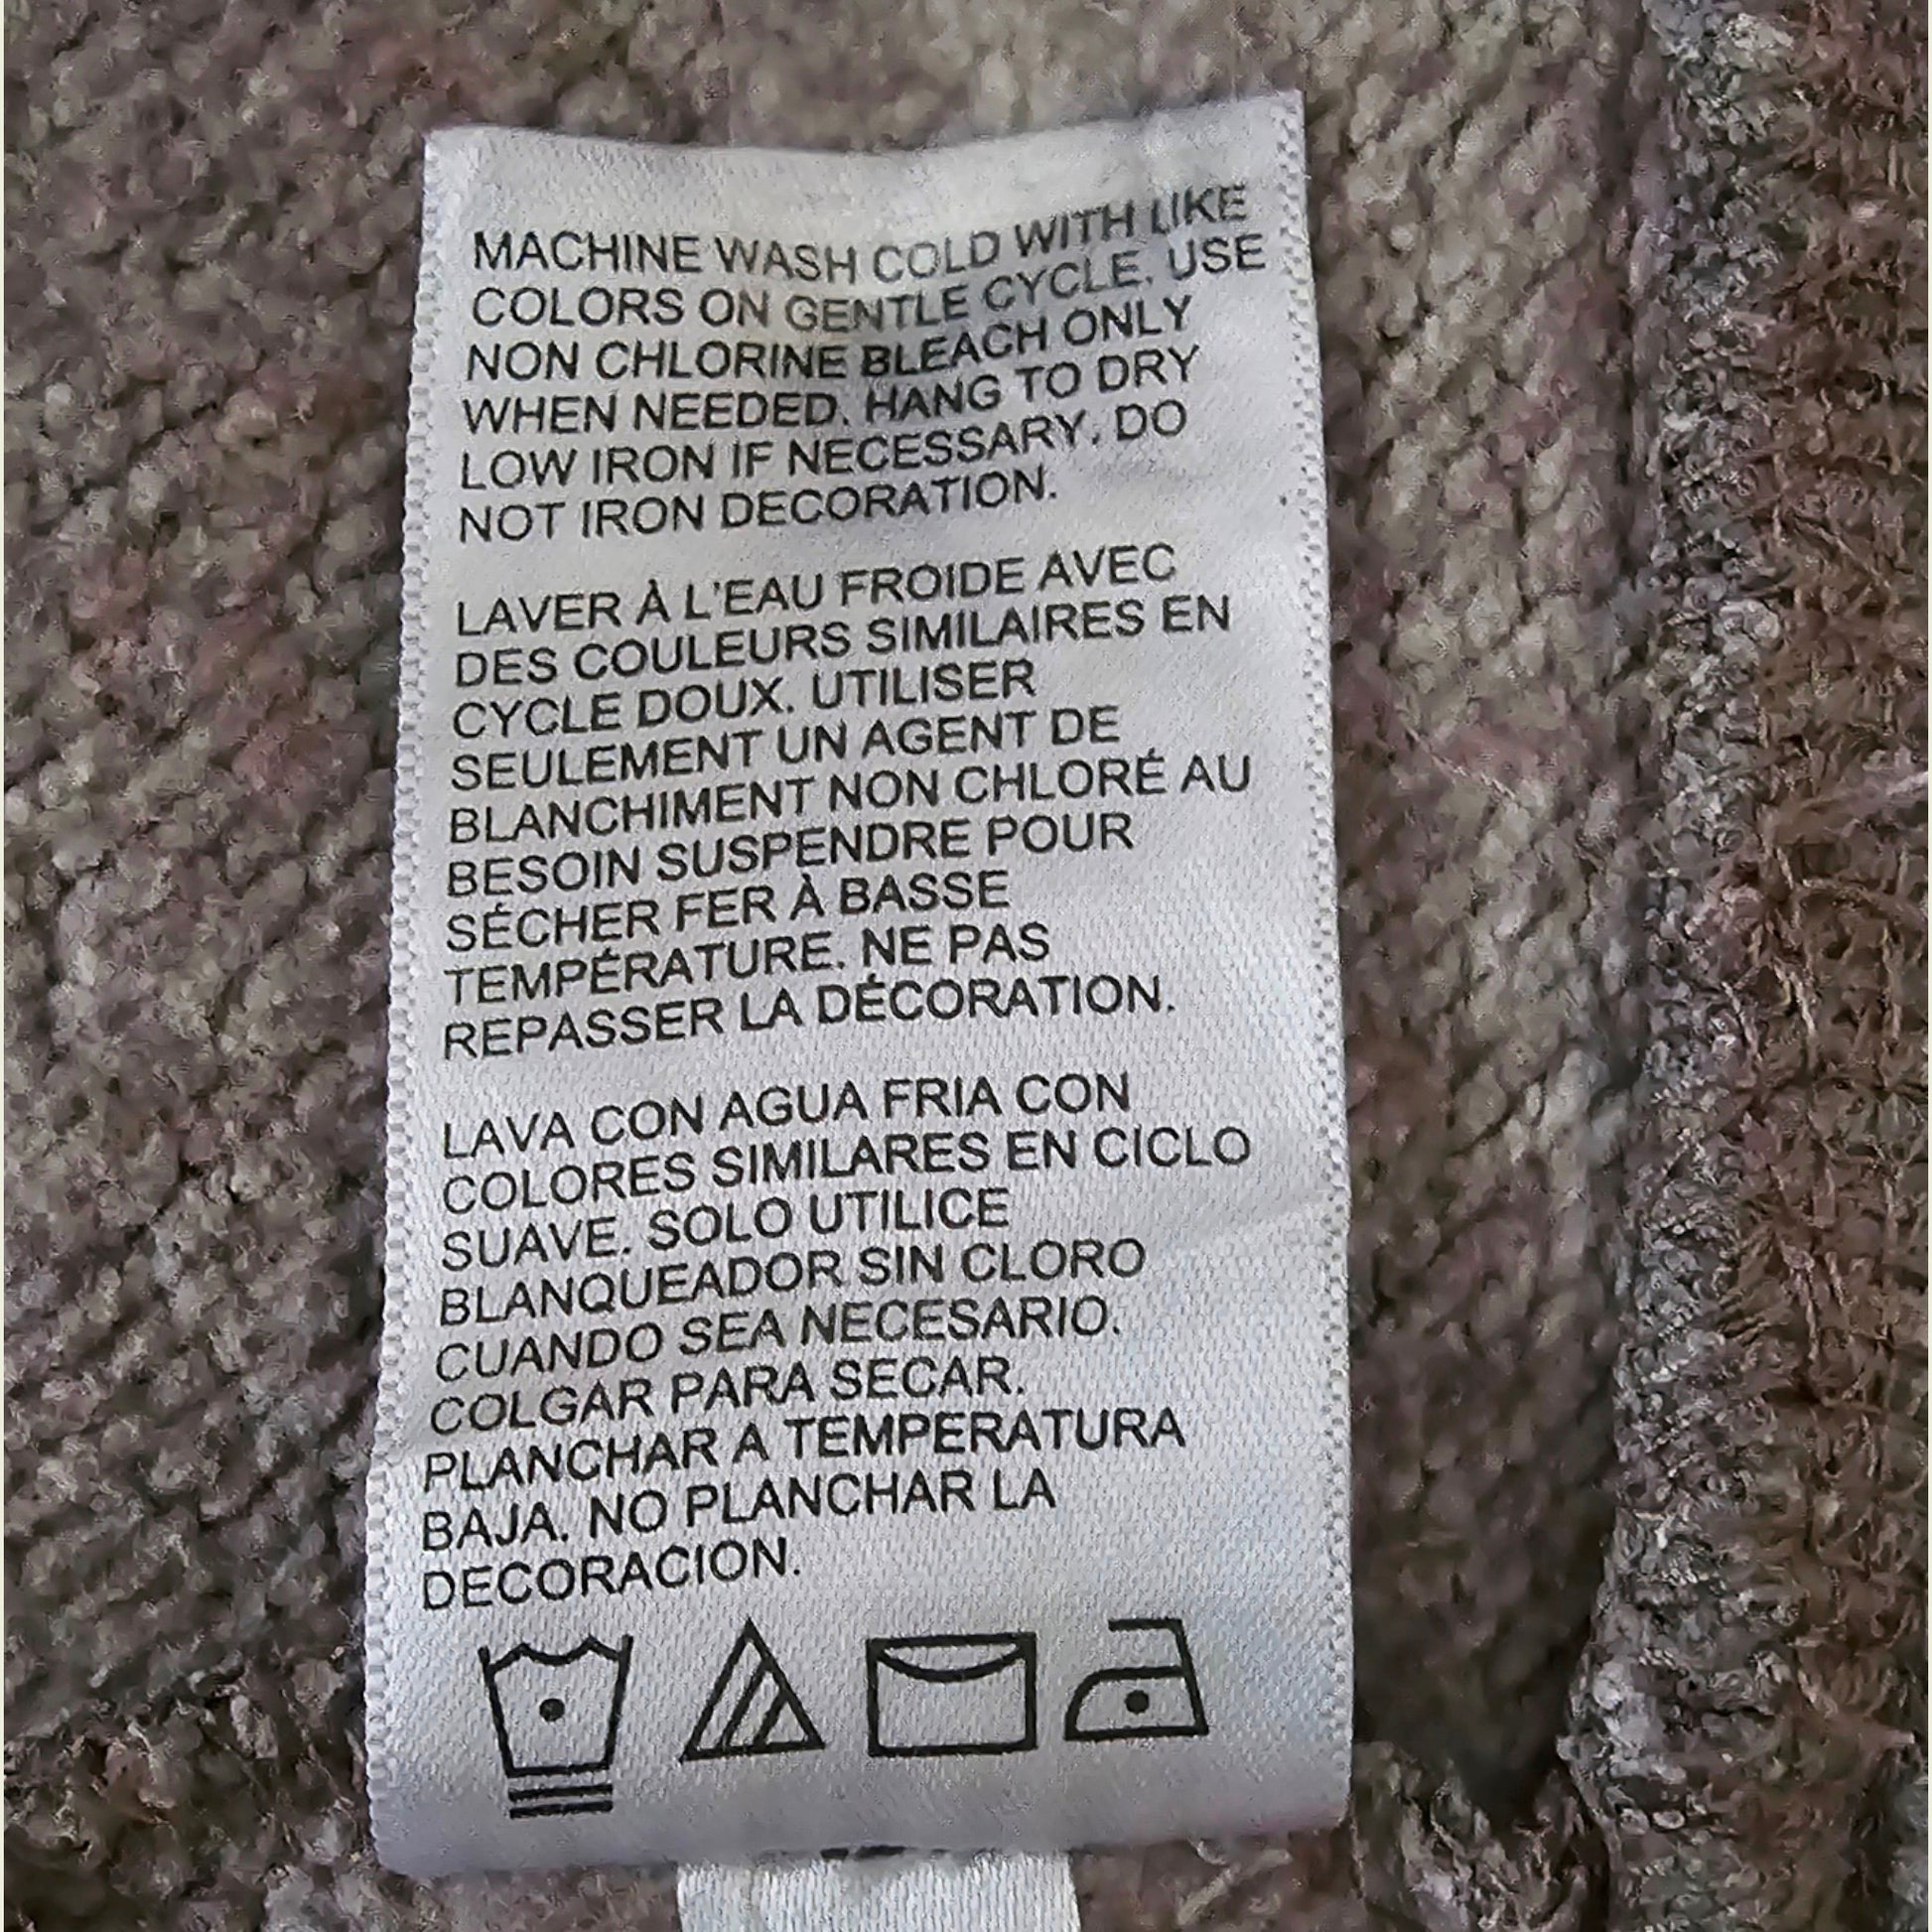 MACHINE WASH COLD WITH LIKE
COLORS ON GENTLE CYCLE. USE
NON CHLORINE BLEACH ONLY
WHEN NEEDED. HANG TO DRY
LOW IRON IF NECESSARY. DO
NOT IRON DECORATION.
LAVER À L'EAU FROIDE AVEC
DES COULEURS SIMILAIRES EN
CYCLE DOUX. UTILISER
SEULEMENT UN AGENT DE
BLANCHIMENT NON CHLORÉ AU
BESOIN SUSPENDRE POUR
SÉCHER FER À BASSE
TEMPÉRATURE. NE PAS
REPASSER LA DÉCORATION.
LAVA CON AGUA FRIA CON
COLORES SIMILARES EN CICLO
SUAVE. SOLO UTILICE
BLANQUEADOR SIN CLORO
CUANDO SEA NECESARIO.
COLGAR PARA SECAR.
PLANCHAR A TEMPERATURA
BAJA. NO PLANCHAR LA
DECORACION.